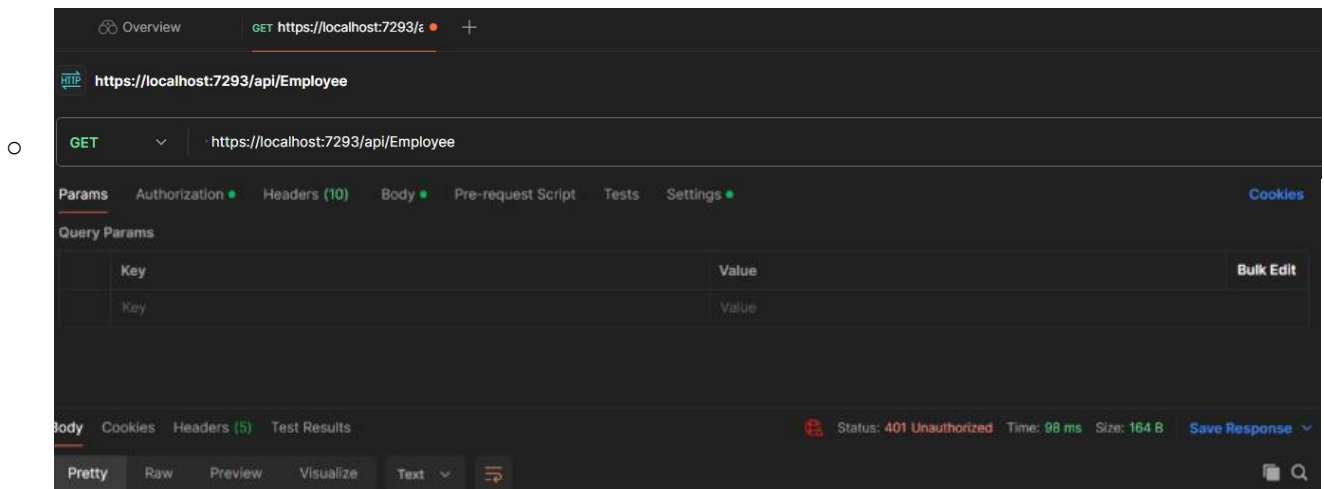 Overview GET https://localhost:7293/a
HTTP https://localhost:7293/api/Employee
GET https://localhost:7293/api/Employee
Params Authorization Headers (10) Body Pre-request Script Tests Settings Cookies
Query Params
Key Value Bulk Edit
Key Value
Body Cookies Headers (5) Test Results Status: 401 Unauthorized Time: 98 ms Size: 164 B Save Response
Pretty Raw Preview Visualize Text